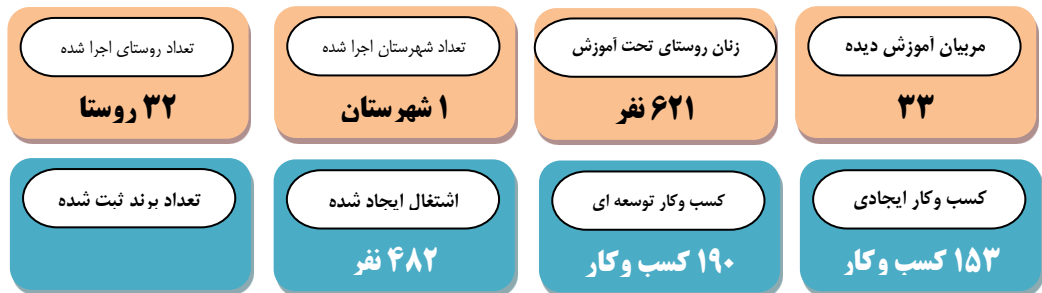 مربیان آموزش دیده
۳۳
زنان روستای تحت آموزش
۶۲۱ نفر
تعداد شهرستان اجرا شده
۱ شهرستان
تعداد روستای اجرا شده
۳۲ روستا
کسب وکار ایجادی
۱۵۳ کسب وکار
کسب وکار توسعه ای
۱۹۰ کسب وکار
اشتغال ایجاد شده
۴۸۲ نفر
تعداد برند ثبت شده